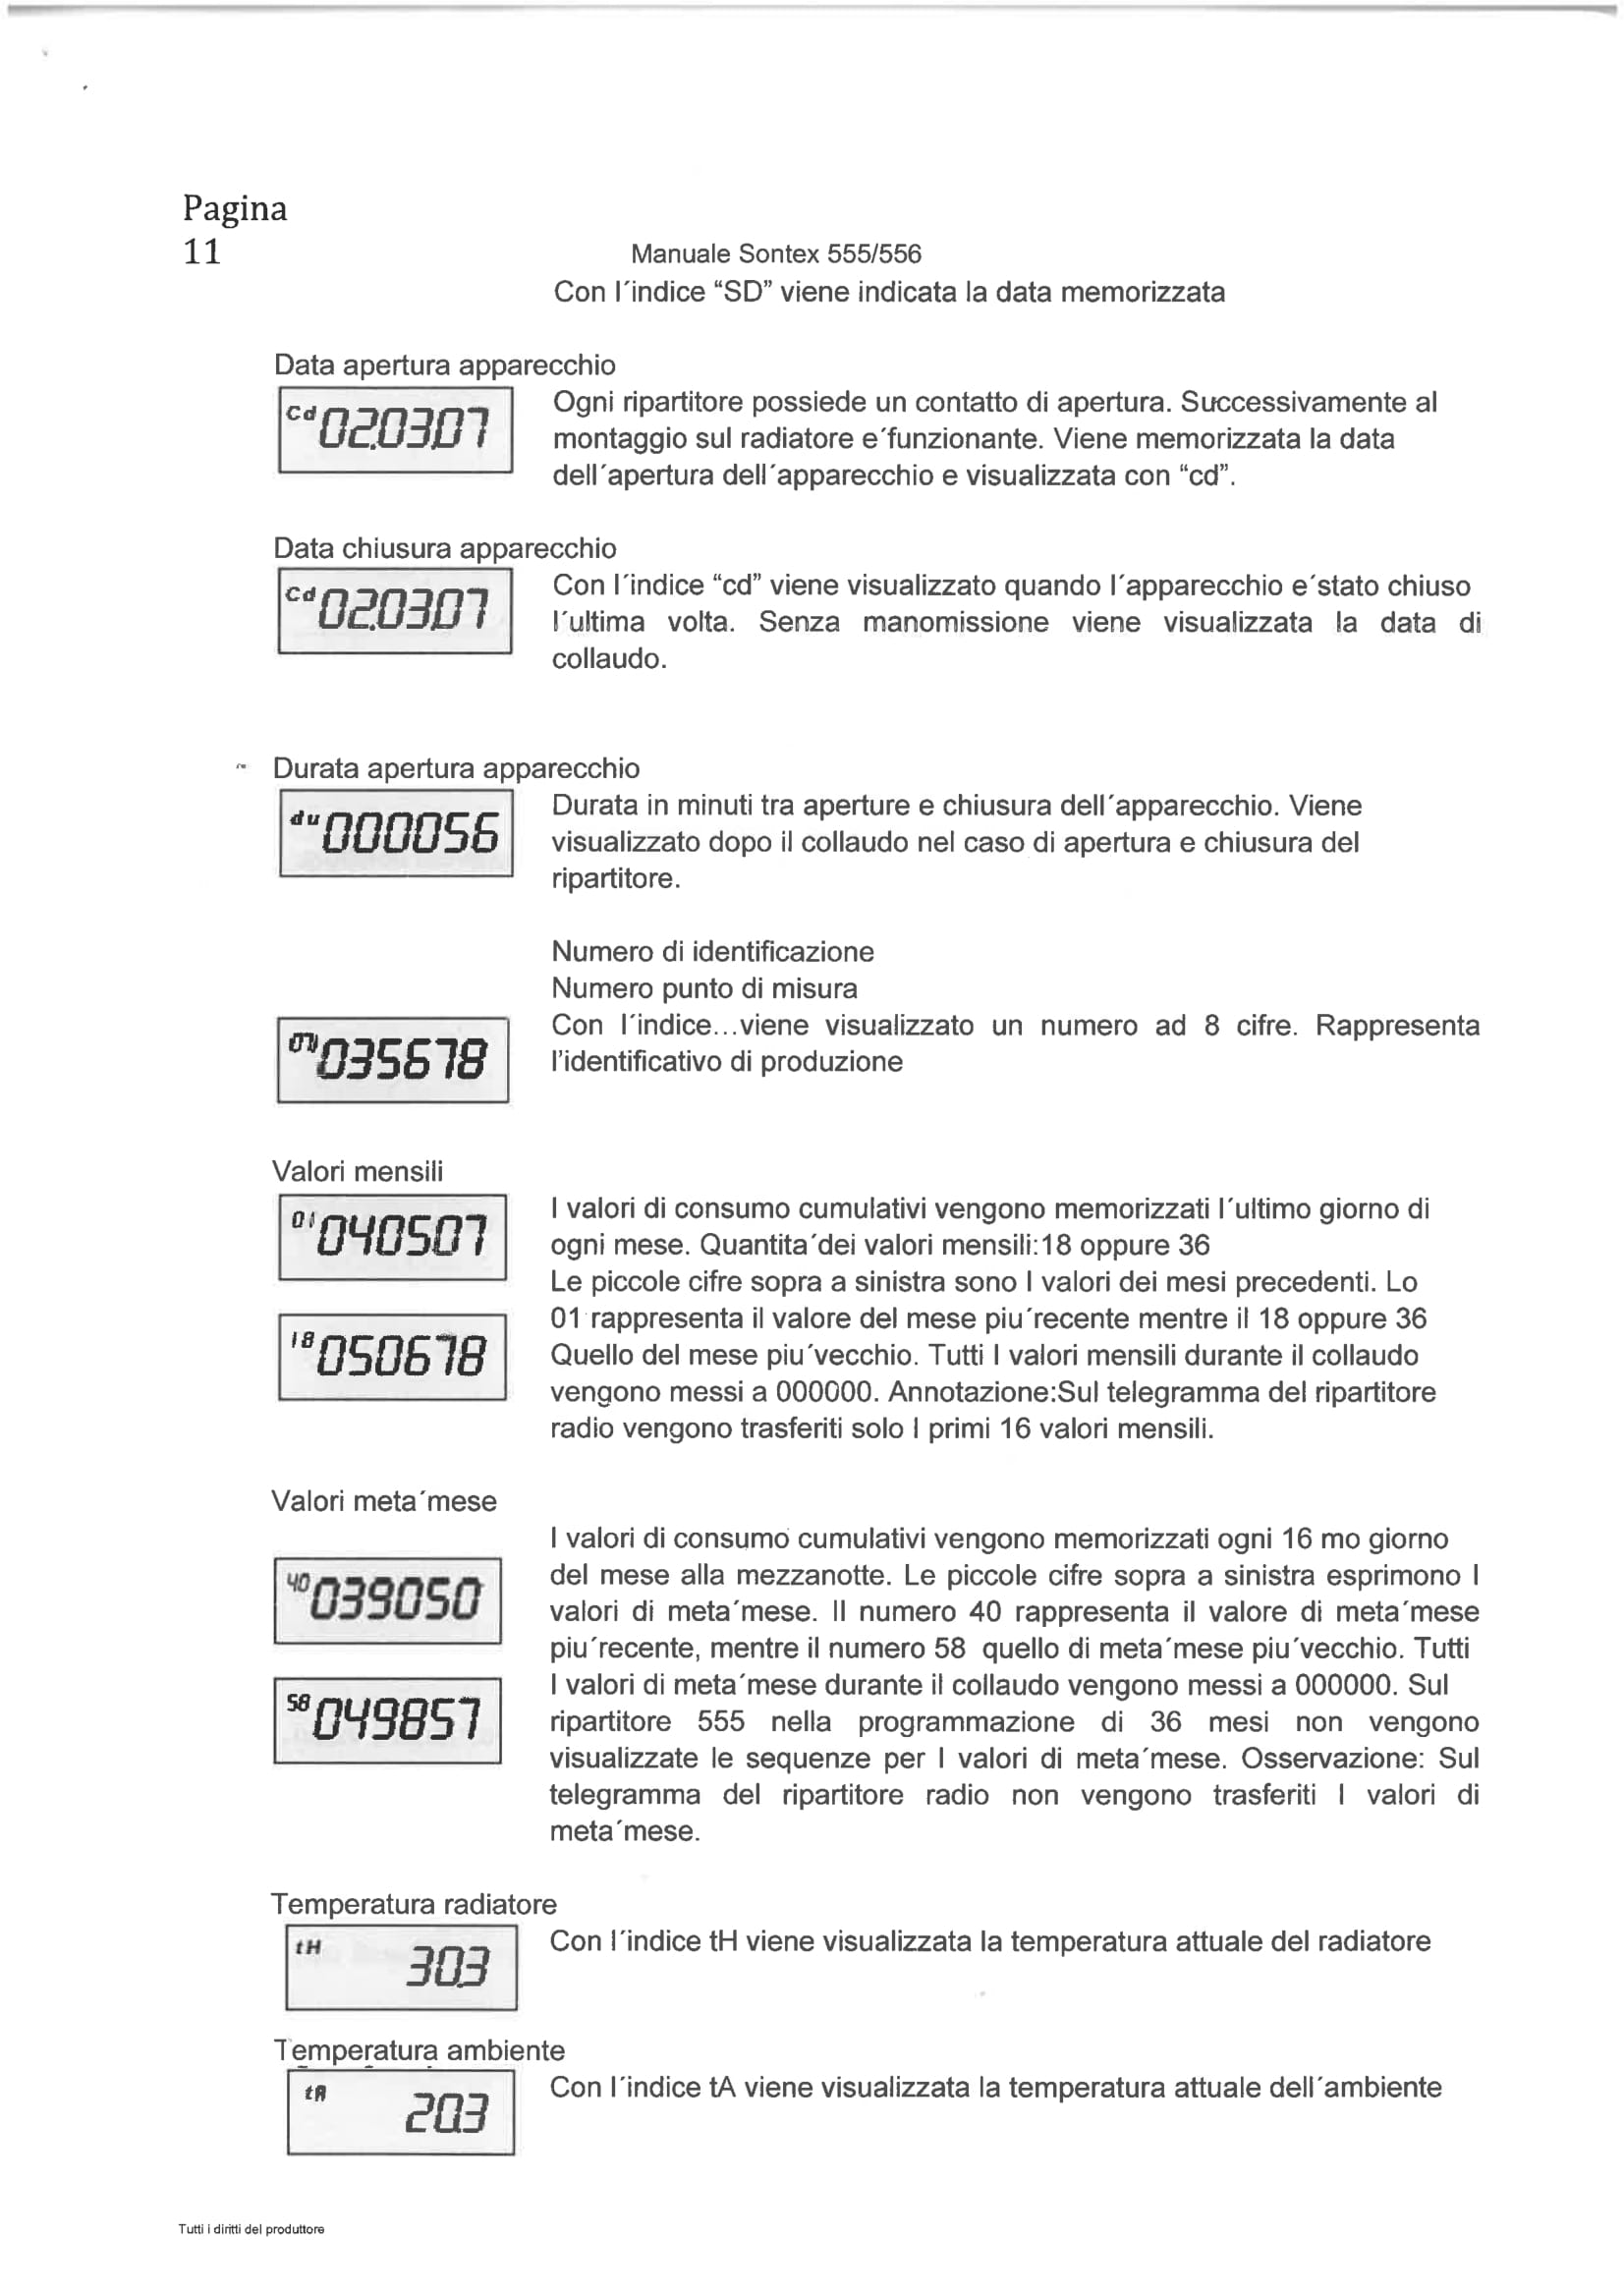 Pagina
11
Manuale Sontex 555/556
Con l´indice “SD” viene indicata la data memorizzata
Data apertura apparecchio
Cd 02.03.07
Ogni ripartitore possiede un contatto di apertura. Successivamente al
montaggio sul radiatore e´funzionante. Viene memorizzata la data
dell´apertura dell´apparecchio e visualizzata con “cd”.
Data chiusura apparecchio
Cd 02.03.07
Con l´indice “cd” viene visualizzato quando l´apparecchio e´stato chiuso
l´ultima volta. Senza manomissione viene visualizzata la data di
collaudo.
Durata apertura apparecchio
du 000056
Durata in minuti tra aperture e chiusura dell´apparecchio. Viene
visualizzato dopo il collaudo nel caso di apertura e chiusura del
ripartitore.
Numero di identificazione
Numero punto di misura
035678
Con l´indice...viene visualizzato un numero ad 8 cifre. Rappresenta
l’identificativo di produzione
Valori mensili
01 040507
18 050678
I valori di consumo cumulativi vengono memorizzati l´ultimo giorno di
ogni mese. Quantita´dei valori mensili:18 oppure 36
Le piccole cifre sopra a sinistra sono I valori dei mesi precedenti. Lo
01 rappresenta il valore del mese piu´recente mentre il 18 oppure 36
Quello del mese piu´vecchio. Tutti I valori mensili durante il collaudo
vengono messi a 000000. Annotazione:Sul telegramma del ripartitore
radio vengono trasferiti solo I primi 16 valori mensili.
Valori meta´mese
40 039050
58 049857
I valori di consumo cumulativi vengono memorizzati ogni 16 mo giorno
del mese alla mezzanotte. Le piccole cifre sopra a sinistra esprimono I
valori di meta´mese. Il numero 40 rappresenta il valore di meta´mese
piu´recente, mentre il numero 58 quello di meta´mese piu´vecchio. Tutti
I valori di meta´mese durante il collaudo vengono messi a 000000. Sul
ripartitore 555 nella programmazione di 36 mesi non vengono
visualizzate le sequenze per I valori di meta´mese. Osservazione: Sul
telegramma del ripartitore radio non vengono trasferiti I valori di
meta´mese.
Temperatura radiatore
tH 30.3
Con l´indice tH viene visualizzata la temperatura attuale del radiatore
Temperatura ambiente
tA 20.3
Con l´indice tA viene visualizzata la temperatura attuale dell´ambiente
Tutti i diritti del produttore